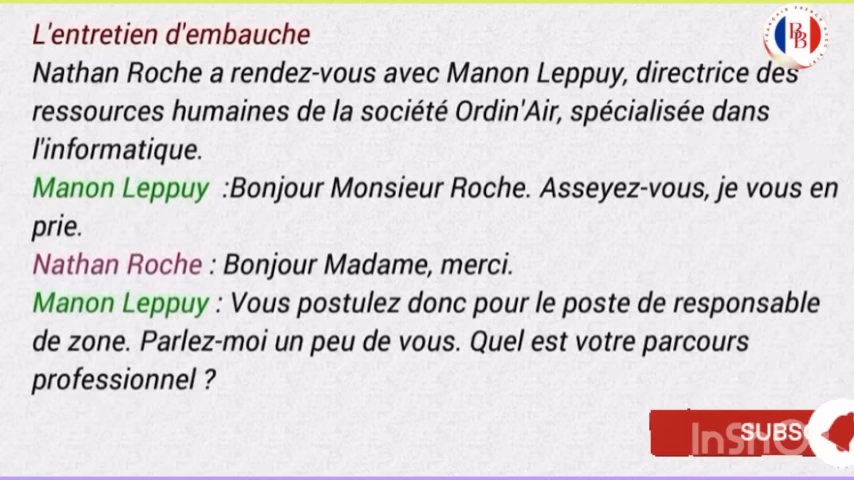 L'entretien d'embauche
Nathan Roche a rendez-vous avec Manon Leppuy, directrice des
ressources humaines de la société Ordin'Air, spécialisée dans
l'informatique.
Manon Leppuy :Bonjour Monsieur Roche. Asseyez-vous, je vous en
prie.
Nathan Roche : Bonjour Madame, merci.
Manon Leppuy : Vous postulez donc pour le poste de responsable
de zone. Parlez-moi un peu de vous. Quel est votre parcours
professionnel ?
SUBS